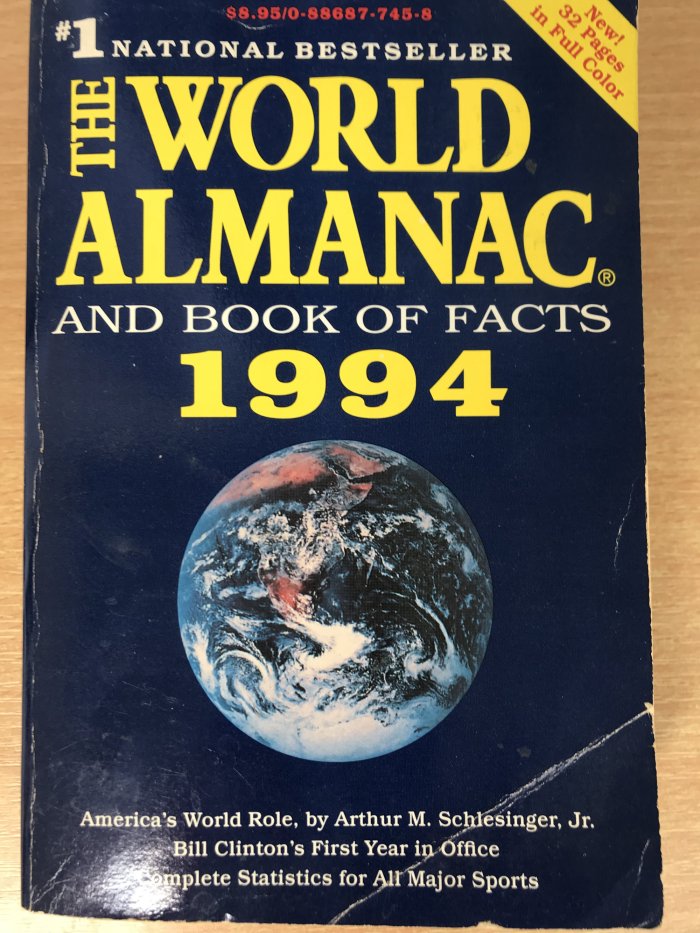 $8.95/0-88687-745-8
#1 NATIONAL BESTSELLER
New!
32 Pages
in Full Color
THE WORLD
ALMANAC®
AND BOOK OF FACTS
1994
America's World Role, by Arthur M. Schlesinger, Jr.
Bill Clinton's First Year in Office
Complete Statistics for All Major Sports